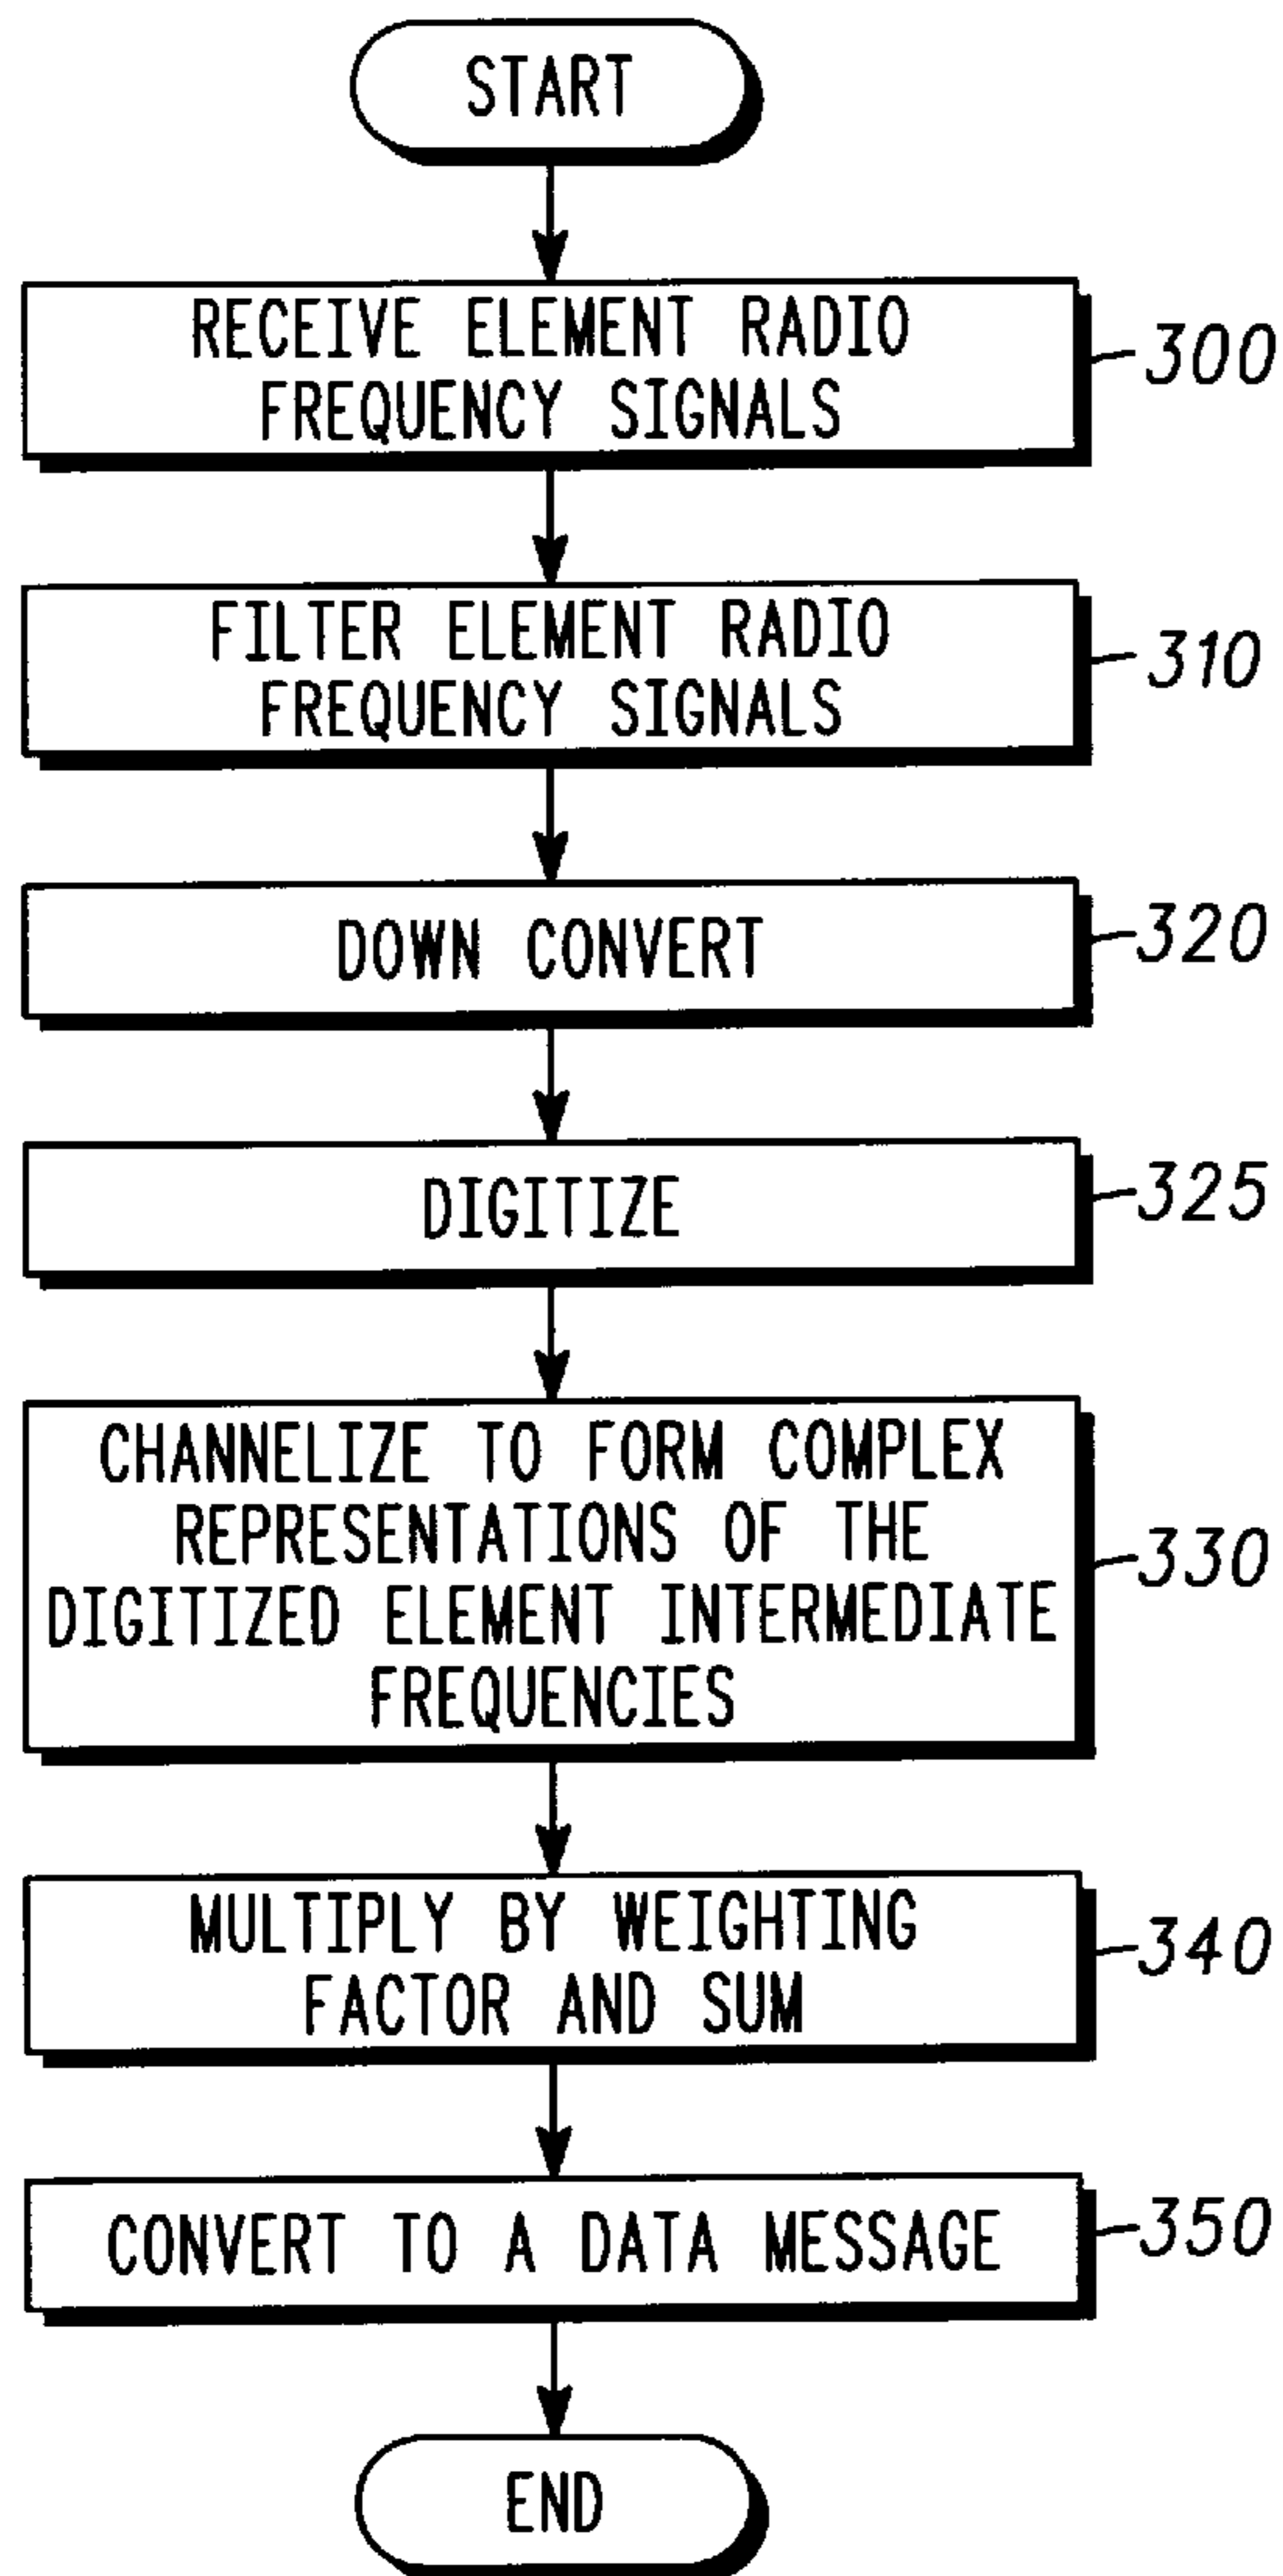 START
RECEIVE ELEMENT RADIO
FREQUENCY SIGNALS
300
FILTER ELEMENT RADIO
FREQUENCY SIGNALS
310
DOWN CONVERT
320
DIGITIZE
325
CHANNELIZE TO FORM COMPLEX
REPRESENTATIONS OF THE
DIGITIZED ELEMENT INTERMEDIATE
FREQUENCIES
330
MULTIPLY BY WEIGHTING
FACTOR AND SUM
340
CONVERT TO A DATA MESSAGE
350
END